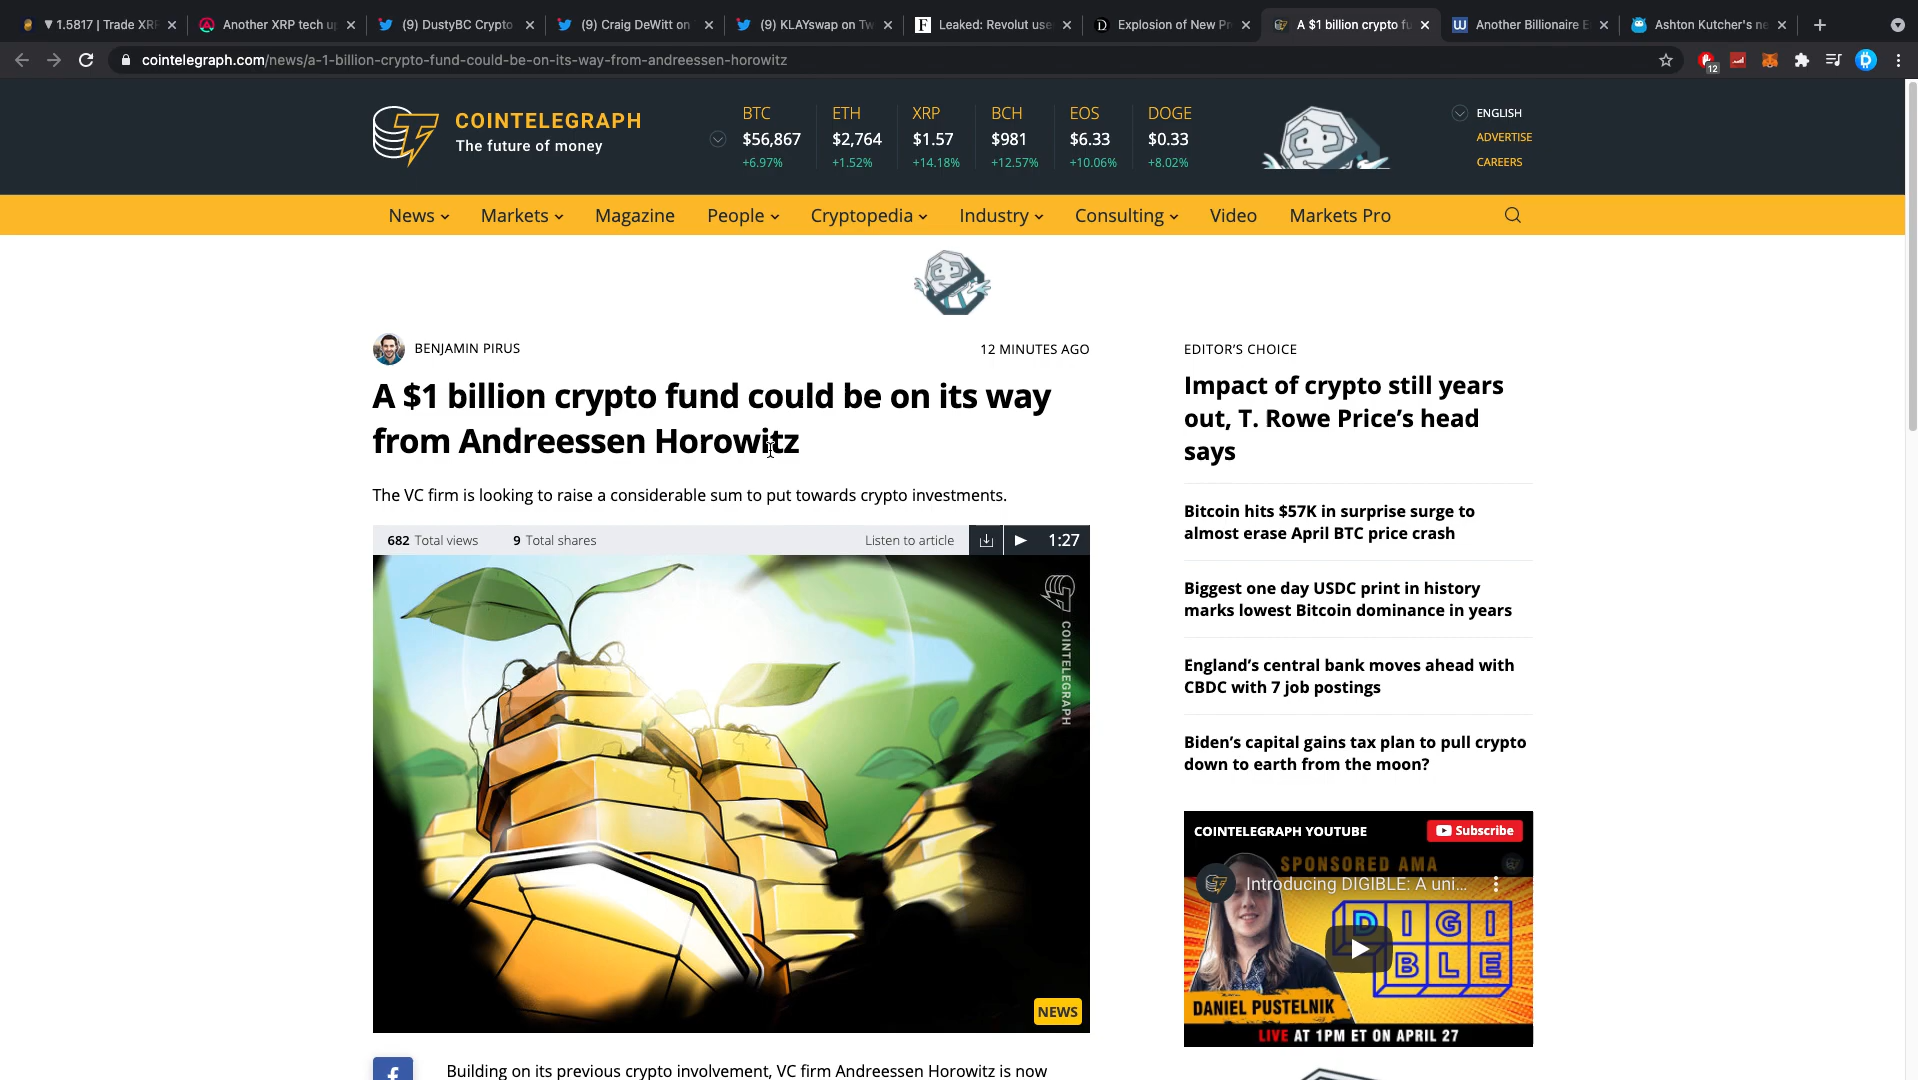 ▼1.5817 | Trade XRP
Another XRP tech u
(9) DustyBC Crypto
(9) Craig DeWitt on
(9) KLAYswap on Tw
Leaked: Revolut use
Explosion of New Pr
A $1 billion crypto fu
Another Billionaire E
Ashton Kutcher's ne
cointelegraph.com/news/a-1-billion-crypto-fund-could-be-on-its-way-from-andreessen-horowitz
12
COINTELEGRAPH
The future of money
BTC ETH XRP BCH EOS DOGE
$56,867 $2,764 $1.57 $981 $6.33 $0.33
+6.97% +1.52% +14.18% +12.57% +10.06% +8.02%
ENGLISH
ADVERTISE
CAREERS
News Markets Magazine People Cryptopedia Industry Consulting Video Markets Pro
BENJAMIN PIRUS
12 MINUTES AGO
A $1 billion crypto fund could be on its way
from Andreessen Horowitz
The VC firm is looking to raise a considerable sum to put towards crypto investments.
682 Total views 9 Total shares Listen to article 1:27
COINTELEGRAPH
NEWS
Building on its previous crypto involvement, VC firm Andreessen Horowitz is now
EDITOR'S CHOICE
Impact of crypto still years
out, T. Rowe Price's head
says
Bitcoin hits $57K in surprise surge to
almost erase April BTC price crash
Biggest one day USDC print in history
marks lowest Bitcoin dominance in years
England's central bank moves ahead with
CBDC with 7 job postings
Biden's capital gains tax plan to pull crypto
down to earth from the moon?
COINTELEGRAPH YOUTUBE
Subscribe
SPONSORED AMA
Introducing DIGIBLE: A uni...
DIGI
BLE
DANIEL PUSTELNIK
LIVE AT 1PM ET ON APRIL 27